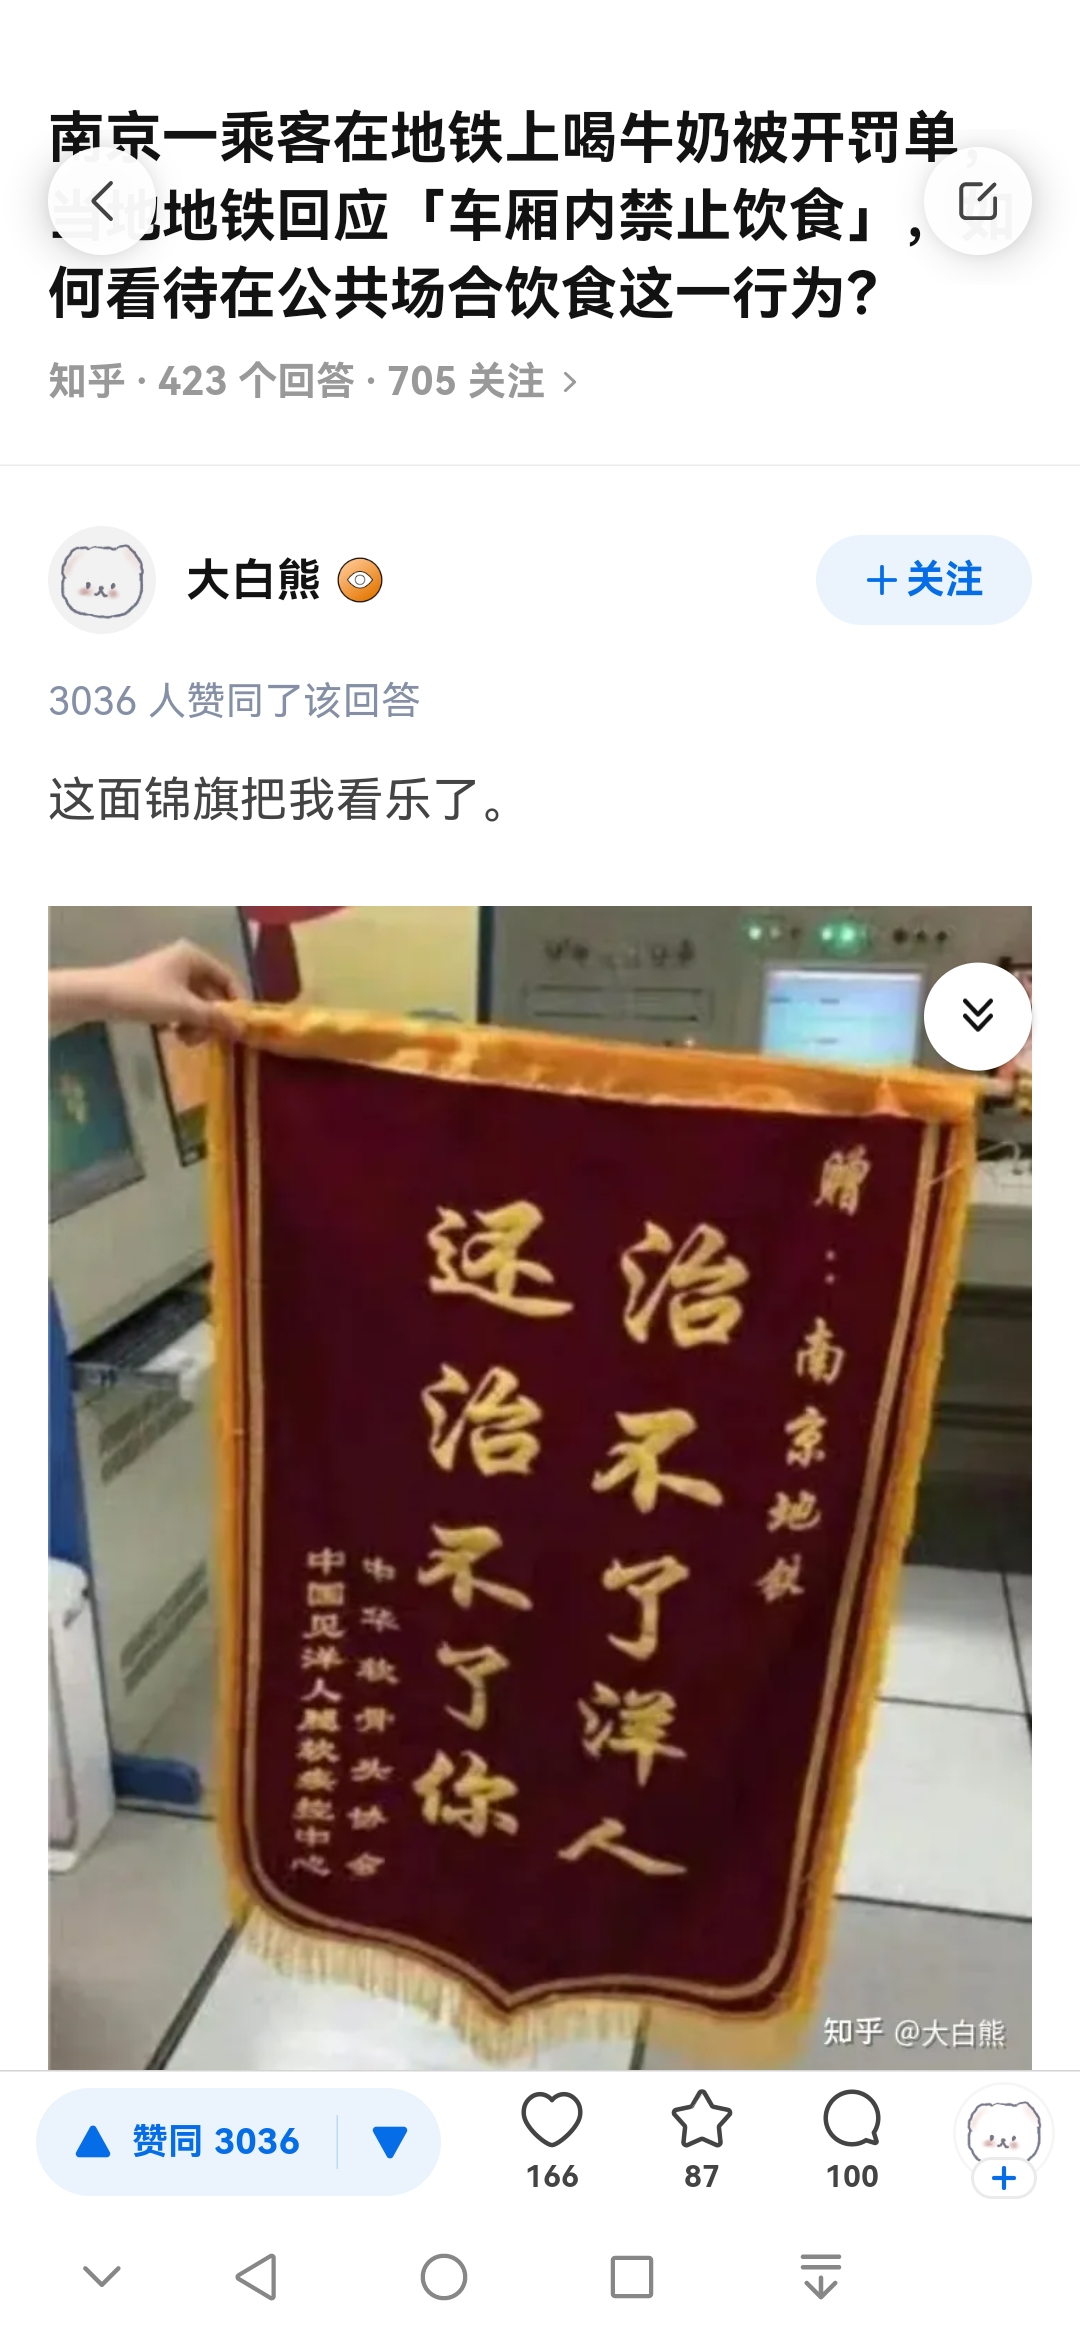 南京一乘客在地铁上喝牛奶被开罚单，
当地地铁回应「车厢内禁止饮食」，如
何看待在公共场合饮食这一行为？
知乎 · 423 个回答 · 705 关注
大白熊
关注
3036 人赞同了该回答
这面锦旗把我看乐了。
赠：南京地铁
治不了洋人
还治不了你
中华软骨头协会
中国见洋人腿软疾控中心
知乎 @大白熊
赞同 3036
166
87
100